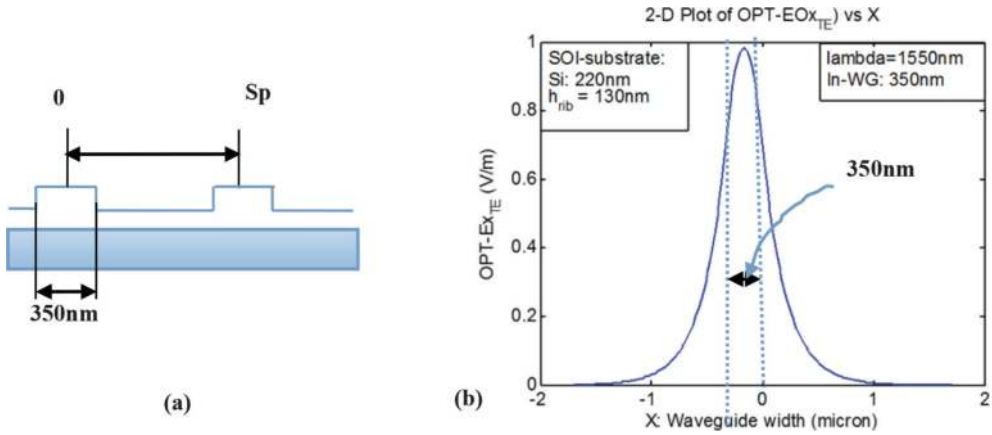 0
Sp
350nm
(a)
2-D Plot of OPT-EOx_TE) vs X
SOI-substrate:
Si: 220nm
h_rib = 130nm
lambda=1550nm
In-WG: 350nm
350nm
OPT-Ex_TE (V/m)
1
0.8
0.6
0.4
0.2
0
-2
-1
0
1
2
X: Waveguide width (micron)
(b)